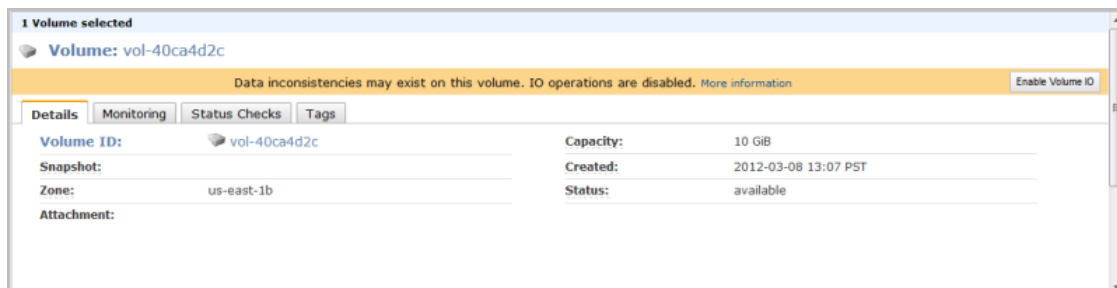 1 Volume selected
Volume: vol-40ca4d2c
Data inconsistencies may exist on this volume. IO operations are disabled. More information Enable Volume IO
Details Monitoring Status Checks Tags
Volume ID: vol-40ca4d2c Capacity: 10 GiB
Snapshot: Created: 2012-03-08 13:07 PST
Zone: us-east-1b Status: available
Attachment: